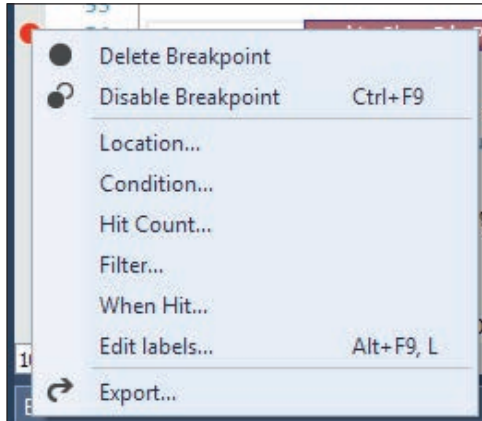 Delete Breakpoint
Disable Breakpoint Ctrl+F9
Location...
Condition...
Hit Count...
Filter...
When Hit...
Edit labels... Alt+F9, L
Export...